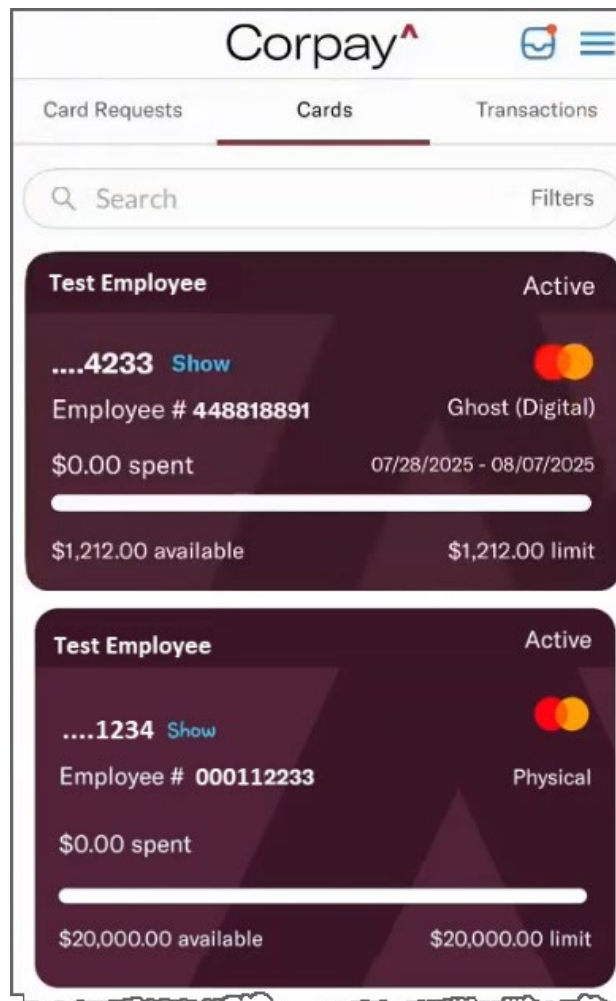 Corpay^
Card Requests Cards Transactions
Search Filters
Test Employee Active
....4233 Show
Employee # 448818891 Ghost (Digital)
$0.00 spent 07/28/2025 - 08/07/2025
$1,212.00 available $1,212.00 limit
Test Employee Active
....1234 Show
Employee # 000112233 Physical
$0.00 spent
$20,000.00 available $20,000.00 limit